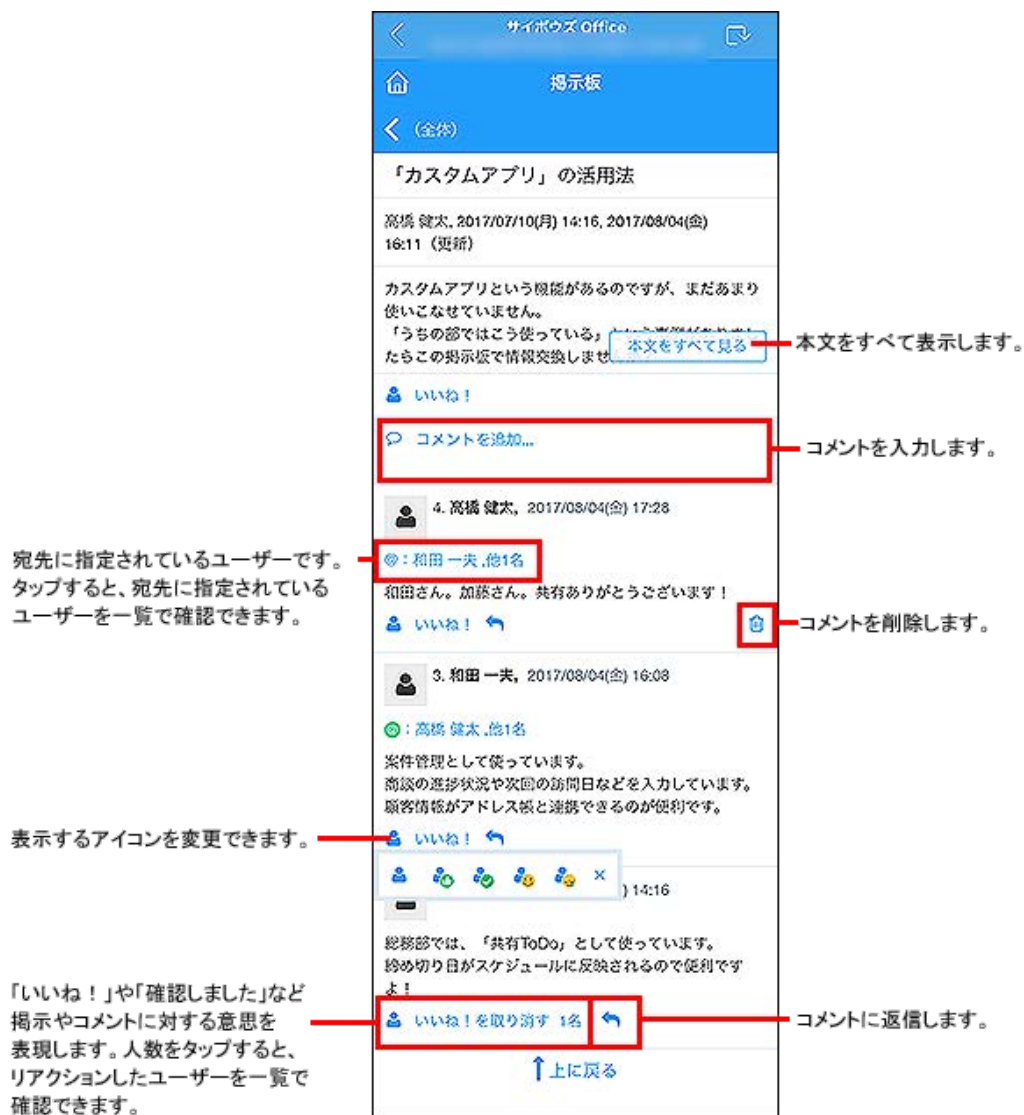 サイボウズ Office
掲示板
(全体)
「カスタムアプリ」の活用法
高橋 健太, 2017/07/10(月) 14:16, 2017/08/04(金)
16:11 (更新)
カスタムアプリという機能があるのですが、まだあまり
使いこなせていません。
「うちの部ではこう使っている」
たらこの掲示板で情報交換しませ
本文をすべて見る
本文をすべて表示します。
いいね！
コメントを追加...
コメントを入力します。
4. 高橋 健太, 2017/08/04(金) 17:28
宛先に指定されているユーザーです。
タップすると、宛先に指定されている
ユーザーを一覧で確認できます。
@：和田 一夫 ,他1名
和田さん。加藤さん。共有ありがとうございます！
いいね！
コメントを削除します。
3. 和田 一夫, 2017/08/04(金) 16:08
@：高橋 健太 ,他1名
案件管理として使っています。
商談の進捗状況や次回の訪問日などを入力しています。
顧客情報がアドレス帳と連携できるのが便利です。
表示するアイコンを変更できます。
いいね！
×
) 14:16
総務部では、「共有ToDo」として使っています。
締め切り日がスケジュールに反映されるので便利です
よ！
「いいね！」や「確認しました」など
掲示やコメントに対する意思を
表現します。人数をタップすると、
リアクションしたユーザーを一覧で
確認できます。
いいね！を取り消す 1名
コメントに返信します。
↑上に戻る